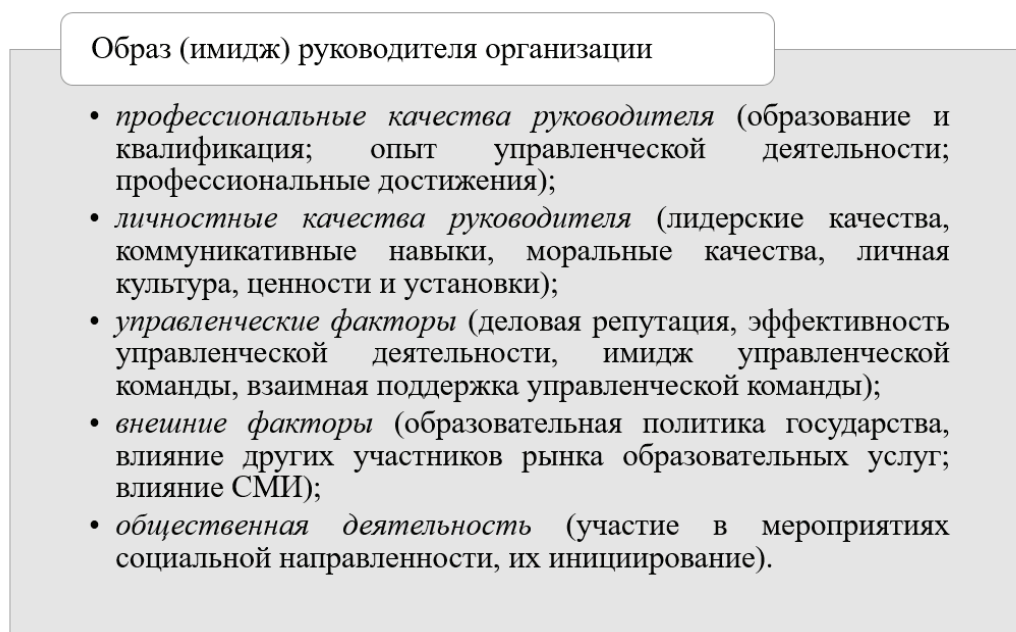 Образ (имидж) руководителя организации
• профессиональные качества руководителя (образование и
квалификация; опыт управленческой деятельности;
профессиональные достижения);
• личностные качества руководителя (лидерские качества,
коммуникативные навыки, моральные качества, личная
культура, ценности и установки);
• управленческие факторы (деловая репутация, эффективность
управленческой деятельности, имидж управленческой
команды, взаимная поддержка управленческой команды);
• внешние факторы (образовательная политика государства,
влияние других участников рынка образовательных услуг;
влияние СМИ);
• общественная деятельность (участие в мероприятиях
социальной направленности, их инициирование).